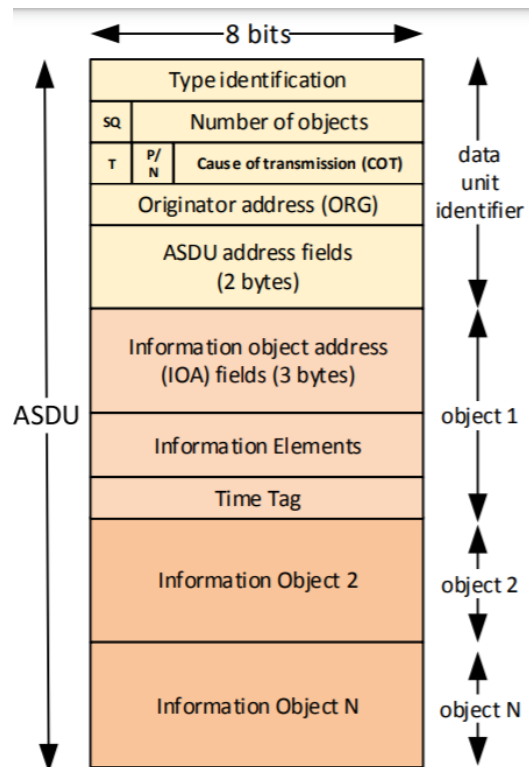 8 bits
Type identification
SQ
Number of objects
T
P/
N
Cause of transmission (COT)
Originator address (ORG)
ASDU address fields
(2 bytes)
data
unit
identifier
Information object address
(IOA) fields (3 bytes)
ASDU
Information Elements
object 1
Time Tag
Information Object 2
object 2
Information Object N
object N